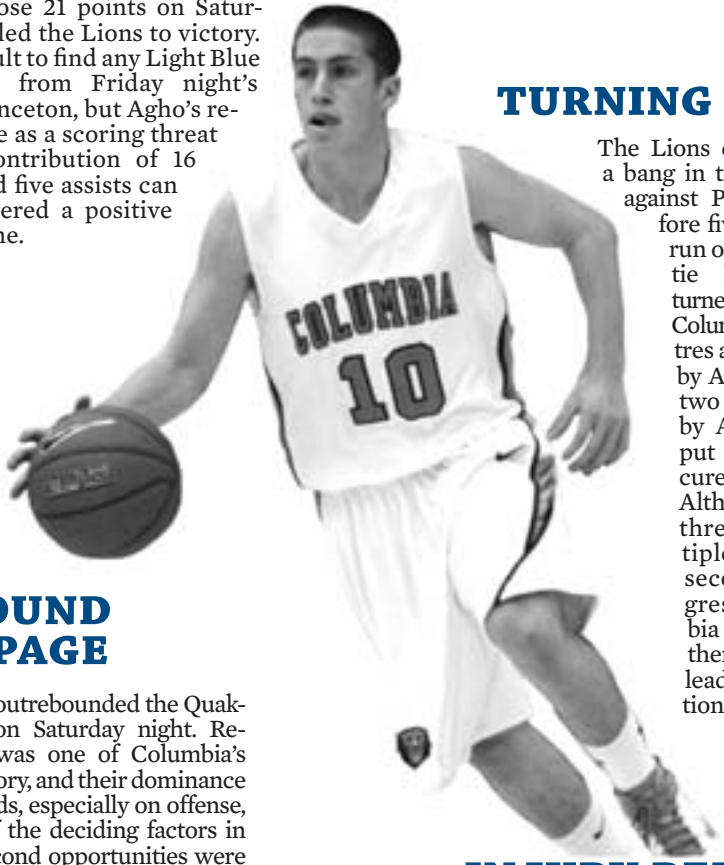 ose 21 points on Satur-
led the Lions to victory.
ult to find any Light Blue
from Friday night's
nceton, but Agho's re-
e as a scoring threat
ontribution of 16
d five assists can
ered a positive
ne.
COLUMBIA
10
OUND
PAGE
outrebounded the Quak-
on Saturday night. Re-
was one of Columbia's
ory, and their dominance
ds, especially on offense,
f the deciding factors in
cond opportunities were
TURNING
The Lions
a bang in t
against P
fore fiv
run o
tie
turne
Colum
tres a
by A
two
by A
put
cure
Alth
thre
tiple
seco
gres
bia
then
lead
tion